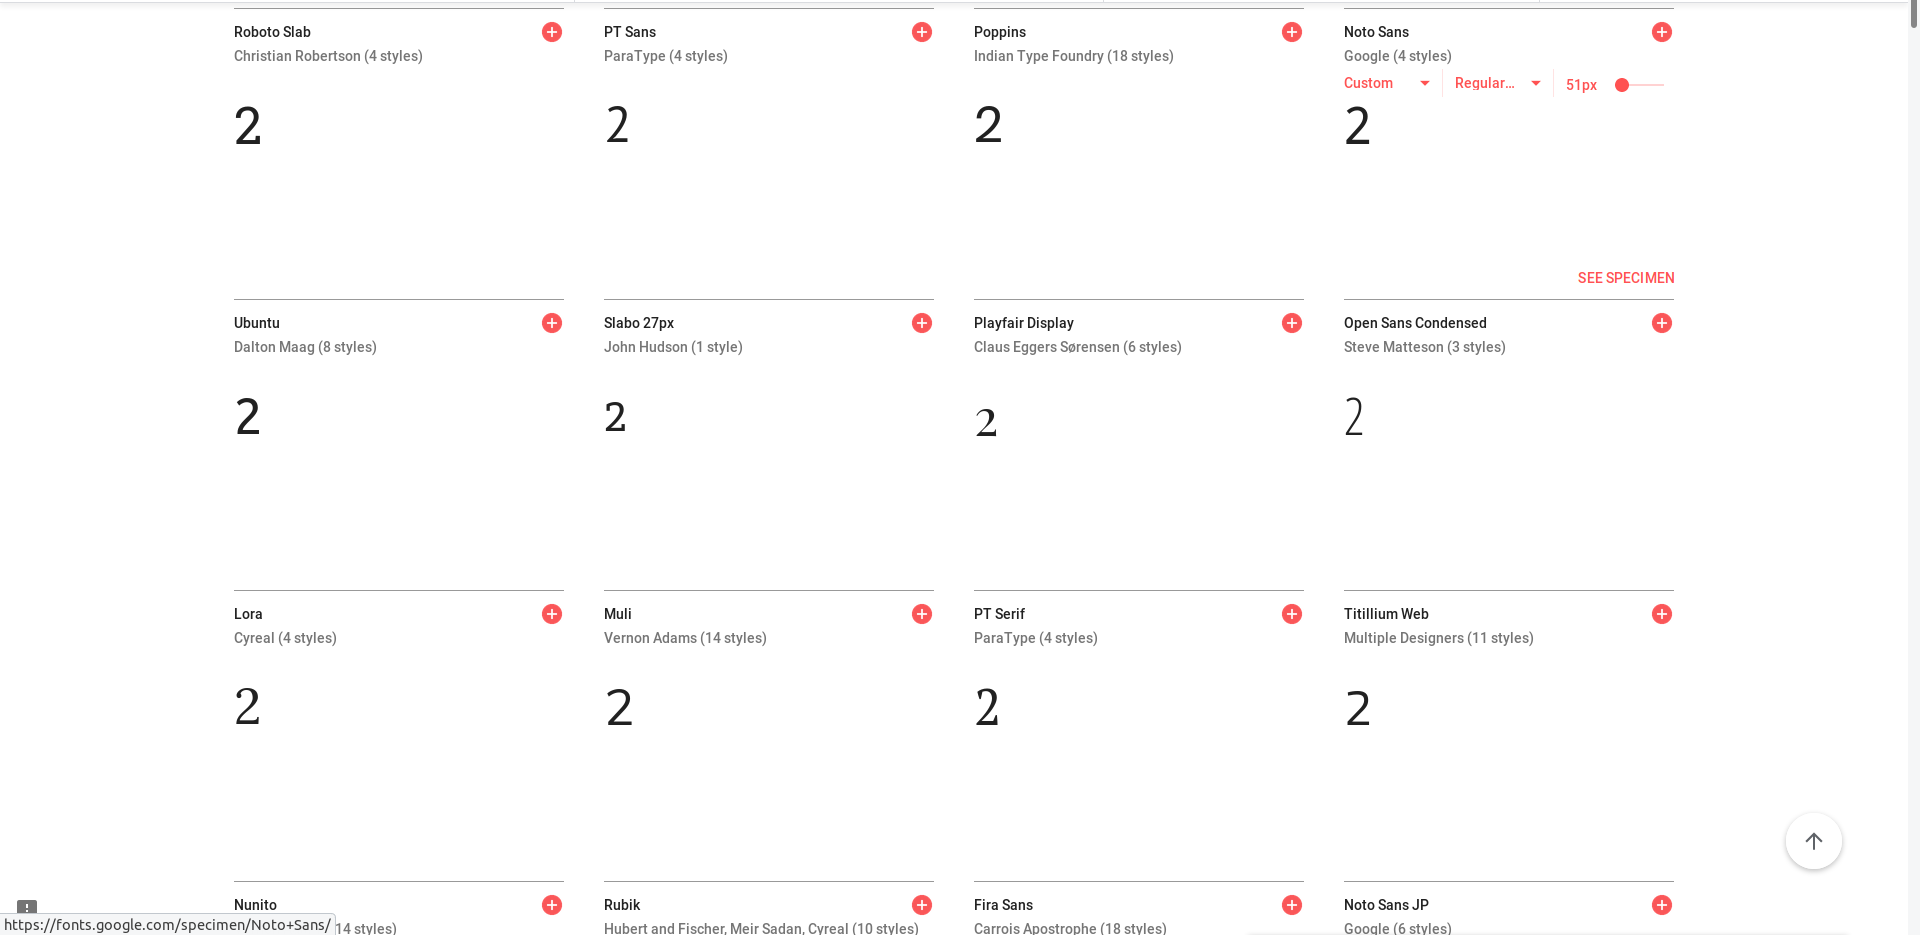 Roboto Slab
Christian Robertson (4 styles)
2
PT Sans
ParaType (4 styles)
2
Poppins
Indian Type Foundry (18 styles)
2
Noto Sans
Google (4 styles)
Custom Regular... 51px
2
SEE SPECIMEN
Ubuntu
Dalton Maag (8 styles)
2
Slabo 27px
John Hudson (1 style)
2
Playfair Display
Claus Eggers Sørensen (6 styles)
2
Open Sans Condensed
Steve Matteson (3 styles)
2
Lora
Cyreal (4 styles)
2
Muli
Vernon Adams (14 styles)
2
PT Serif
ParaType (4 styles)
2
Titillium Web
Multiple Designers (11 styles)
2
Nunito
14 styles)
Rubik
Hubert and Fischer, Meir Sadan, Cyreal (10 styles)
Fira Sans
Carrois Apostrophe (18 styles)
Noto Sans JP
Google (6 styles)
https://fonts.google.com/specimen/Noto+Sans/